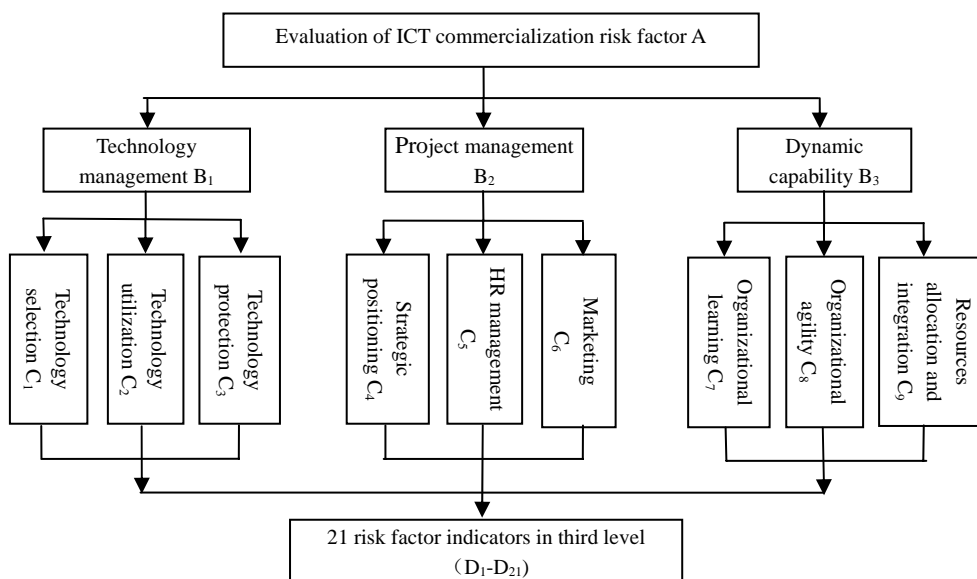 Evaluation of ICT commercialization risk factor A
Technology
management B₁
Project management
B₂
Dynamic
capability B₃
Technology
selection C₁
Technology
utilization C₂
Technology
protection C₃
Strategic
positioning C₄
HR management
C₅
Marketing
C₆
Organizational
learning C₇
Organizational
agility C₈
Resources
allocation and
integration C₉
21 risk factor indicators in third level
（D₁-D₂₁)